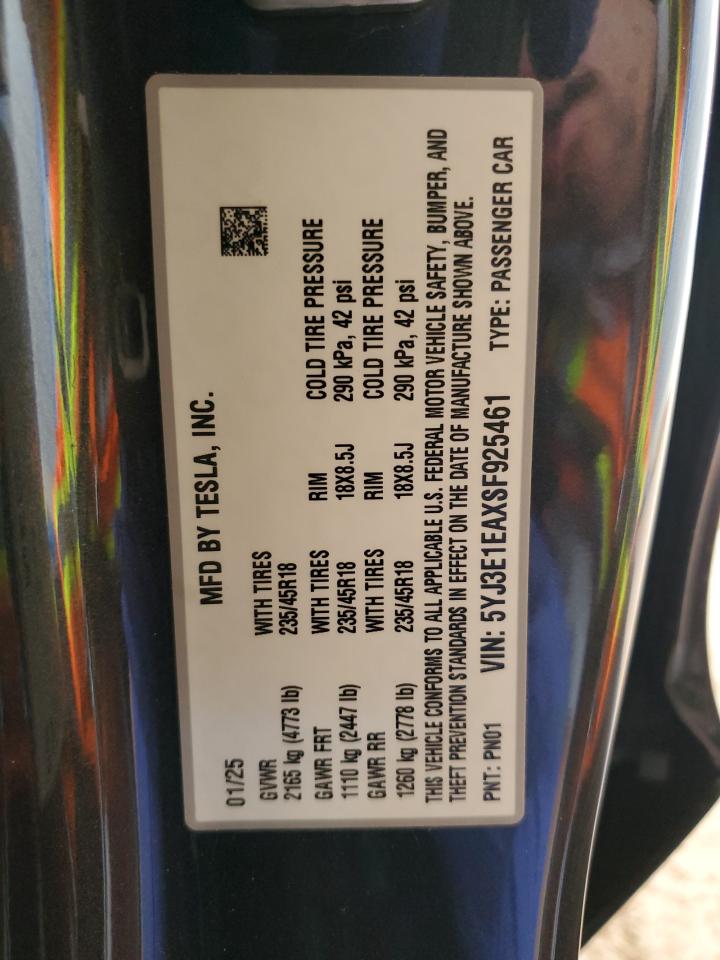 MFD BY TESLA, INC.
01/25
GVWR WITH TIRES
2165 kg (4773 lb) 235/45R18
GAWR FRT WITH TIRES RIM COLD TIRE PRESSURE
1110 kg (2447 lb) 235/45R18 18X8.5J 290 kPa, 42 psi
GAWR RR WITH TIRES RIM COLD TIRE PRESSURE
1260 kg (2778 lb) 235/45R18 18X8.5J 290 kPa, 42 psi
THIS VEHICLE CONFORMS TO ALL APPLICABLE U.S. FEDERAL MOTOR VEHICLE SAFETY, BUMPER, AND
THEFT PREVENTION STANDARDS IN EFFECT ON THE DATE OF MANUFACTURE SHOWN ABOVE.
PNT: PN01 VIN: 5YJ3E1EAXSF925461 TYPE: PASSENGER CAR